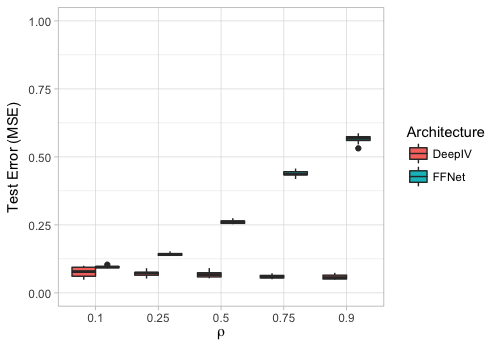 1.00
0.75
0.50
0.25
0.00
Test Error (MSE)
0.1 0.25 0.5 0.75 0.9
ρ
Architecture
DeepIV
FFNet